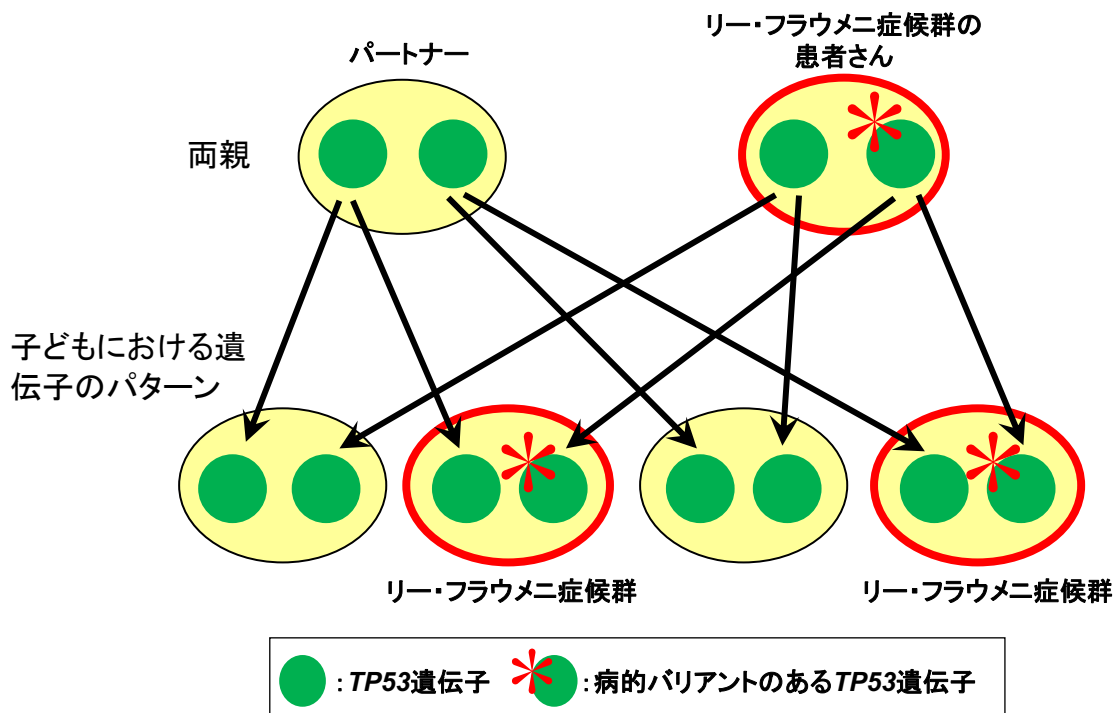 パートナー
リー・フラウメニ症候群の
患者さん
両親
子どもにおける遺
伝子のパターン
リー・フラウメニ症候群
リー・フラウメニ症候群
：TP53遺伝子
：病的バリアントのあるTP53遺伝子